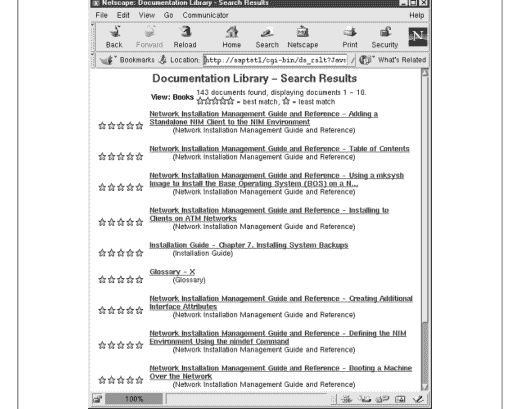 Netscape: Documentation Library - Search Results
File Edit View Go Communicator Help
Back Forward Reload Home Search Netscape Print Security
Bookmarks Location: http://saptst1/cgi-bin/ds_rslt? What's Related
Documentation Library – Search Results
View: Books 143 documents found, displaying documents 1 – 10.
= best match, = least match
Network Installation Management Guide and Reference – Adding a
Standalone NIM Client to the NIM Environment
(Network Installation Management Guide and Reference)
Network Installation Management Guide and Reference – Table of Contents
(Network Installation Management Guide and Reference)
Network Installation Management Guide and Reference – Using a mksysb
Image to Install the Base Operating System (BOS) on a N...
(Network Installation Management Guide and Reference)
Network Installation Management Guide and Reference – Installing to
Clients on ATM Networks
(Network Installation Management Guide and Reference)
Installation Guide – Chapter 7. Installing System Backups
(Installation Guide)
Glossary – X
(Glossary)
Network Installation Management Guide and Reference – Creating Additional
Interface Attributes
(Network Installation Management Guide and Reference)
Network Installation Management Guide and Reference – Defining the NIM
Environment Using the nimdef Command
(Network Installation Management Guide and Reference)
Network Installation Management Guide and Reference – Booting a Machine
Over the Network
(Network Installation Management Guide and Reference)
100%